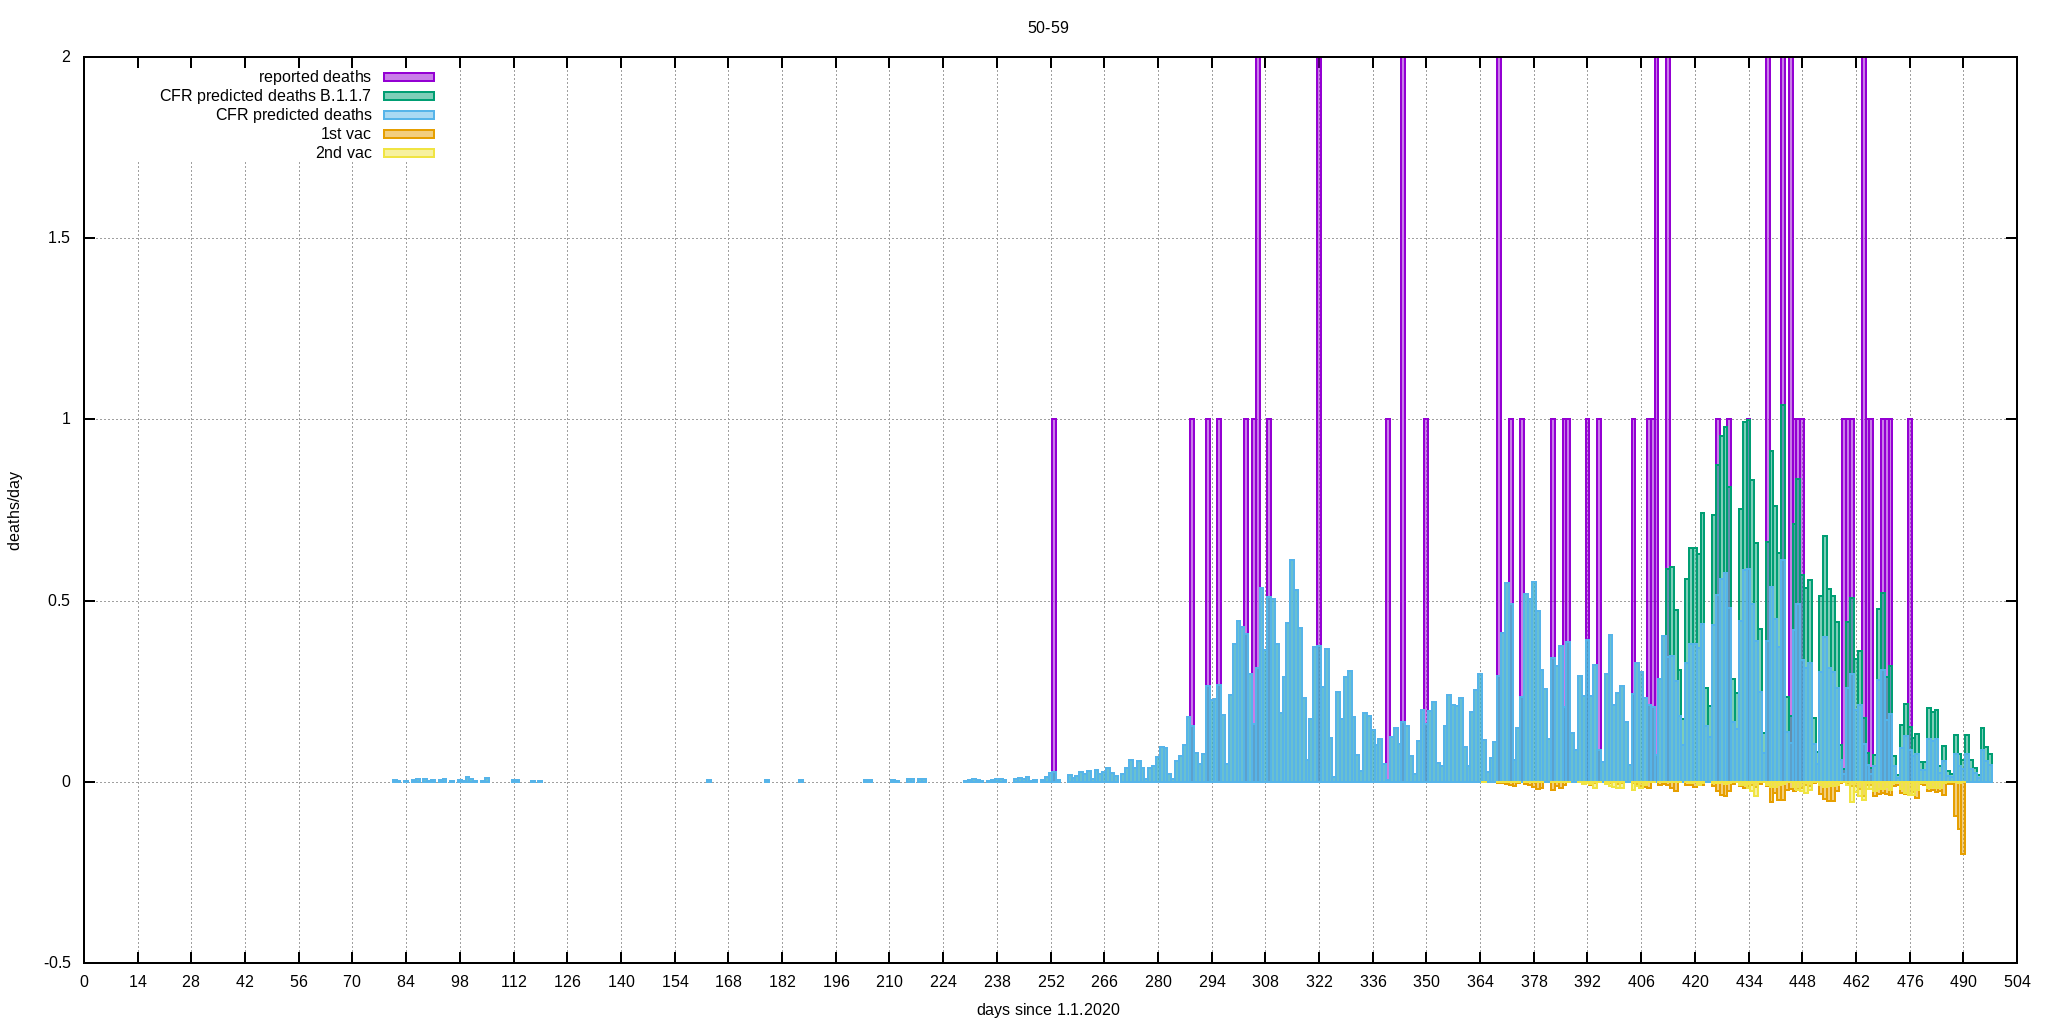 50-59
2
1.5
1
0.5
0
-0.5
reported deaths
CFR predicted deaths B.1.1.7
CFR predicted deaths
1st vac
2nd vac
deaths/day
0 14 28 42 56 70 84 98 112 126 140 154 168 182 196 210 224 238 252 266 280 294 308 322 336 350 364 378 392 406 420 434 448 462 476 490 504
days since 1.1.2020